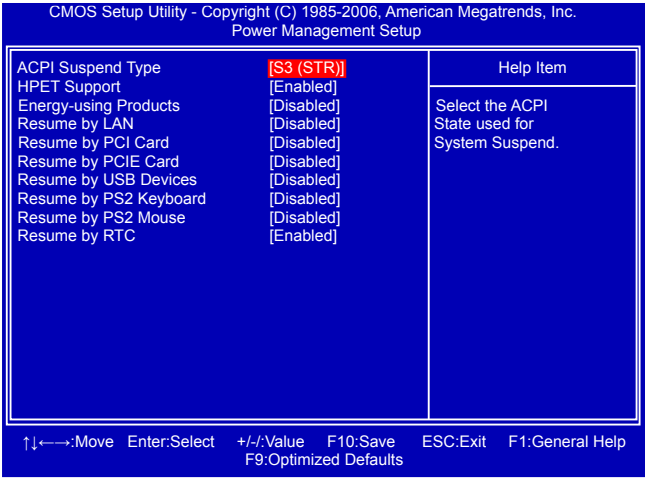 CMOS Setup Utility - Copyright (C) 1985-2006, American Megatrends, Inc.
Power Management Setup
ACPI Suspend Type [S3 (STR)]
HPET Support [Enabled]
Energy-using Products [Disabled]
Resume by LAN [Disabled]
Resume by PCI Card [Disabled]
Resume by PCIE Card [Disabled]
Resume by USB Devices [Disabled]
Resume by PS2 Keyboard [Disabled]
Resume by PS2 Mouse [Disabled]
Resume by RTC [Enabled]
Help Item
Select the ACPI
State used for
System Suspend.
↑↓←→:Move Enter:Select +/-/:Value F10:Save ESC:Exit F1:General Help
F9:Optimized Defaults